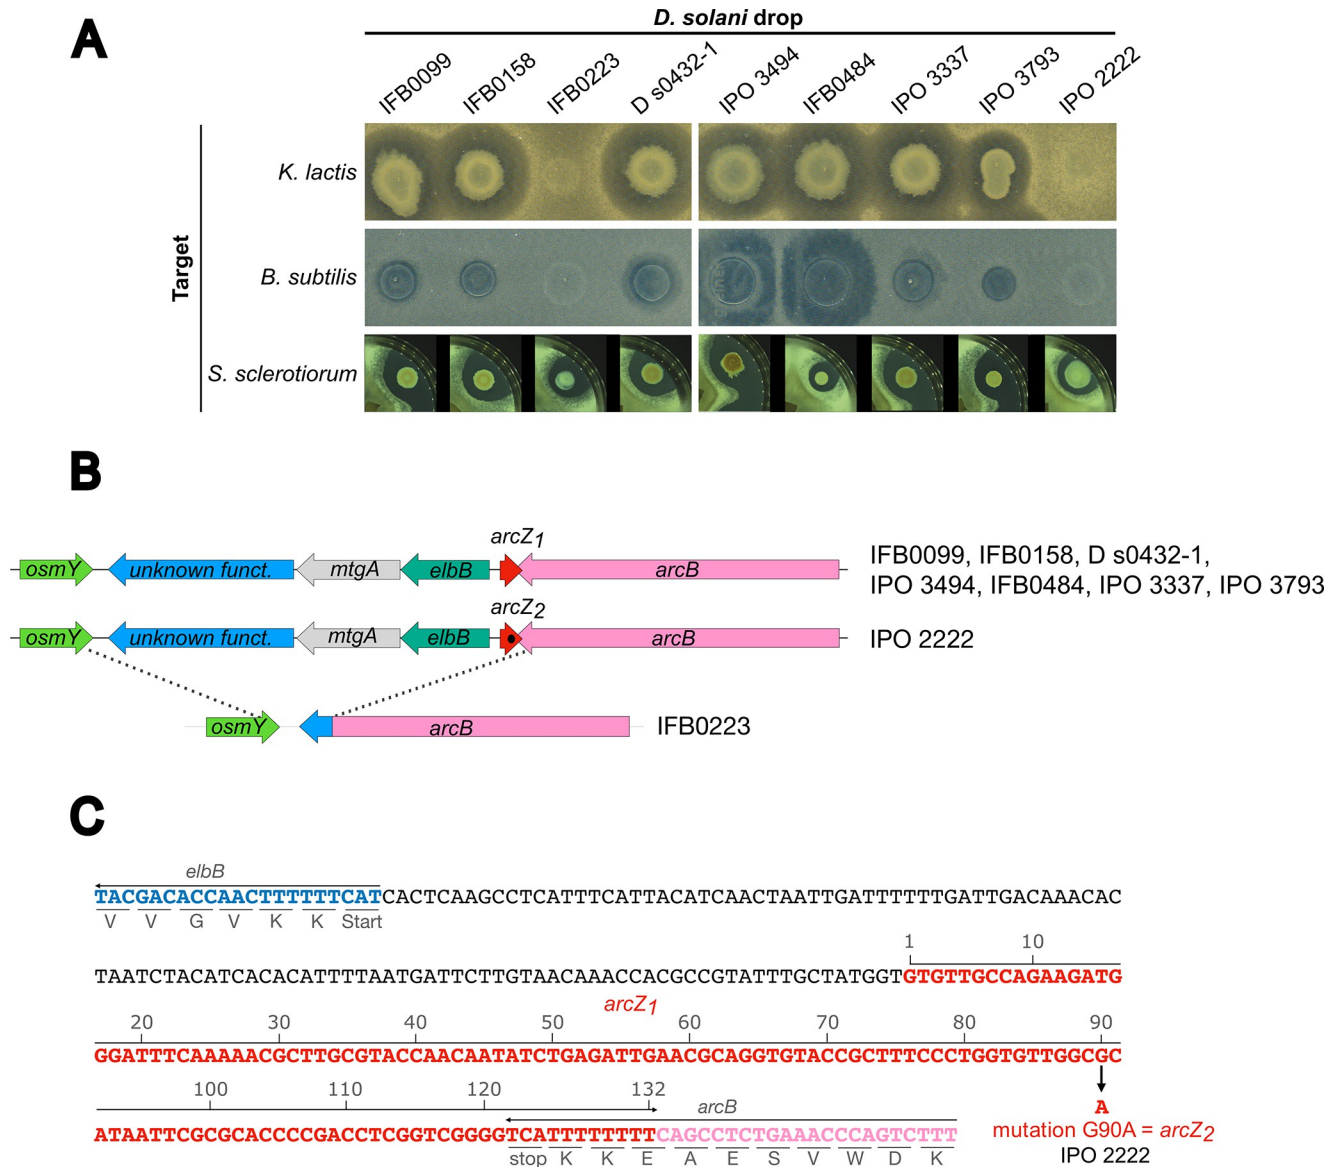 A
D. solani drop
IFB0099 IFB0158 IFB0223 D s0432-1 IPO 3494 IFB0484 IPO 3337 IPO 3793 IPO 2222
Target
K. lactis
B. subtilis
S. sclerotiorum
B
arcZ1
osmY unknown funct. mtgA elbB arcB
IFB0099, IFB0158, D s0432-1,
IPO 3494, IFB0484, IPO 3337, IPO 3793
arcZ2
osmY unknown funct. mtgA elbB arcB IPO 2222
osmY arcB IFB0223
C
elbB
TACGACACCAACTTTTTTCATCACTCAAGCCTCATTTCATTACATCAACTAATTGATTTTTTGATTGACAAACAC
V V G V K K Start
1 10
TAATCTACATCACACATTTTAATGATTCTTGTAACAAACCACGCCGTATTTGCTATGGTGTGTTGCCAGAAGATG
arcZ1
20 30 40 50 60 70 80 90
GGATTTCAAAAACGCTTGCGTACCAACAATATCTGAGATTGAACGCAGGTGTACCGCTTTCCCTGGTGTTGGCGC
100 110 120 132
arcB
A
ATAATTCGCGCACCCCGACCTCGGTCGGGGTCATTTTTTTTCAGCCTCTGAAACCCAGTCTTT
mutation G90A = arcZ2
stop K K E A E S V W D K
IPO 2222